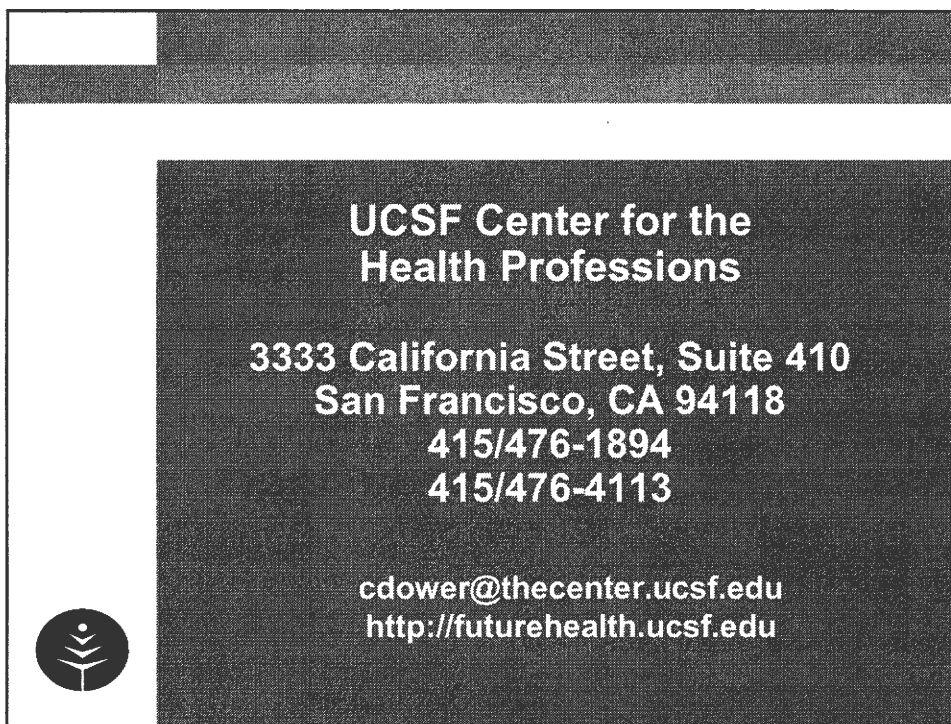 UCSF Center for the
Health Professions
3333 California Street, Suite 410
San Francisco, CA 94118
415/476-1894
415/476-4113
cdower@thecenter.ucsf.edu
http://futurehealth.ucsf.edu